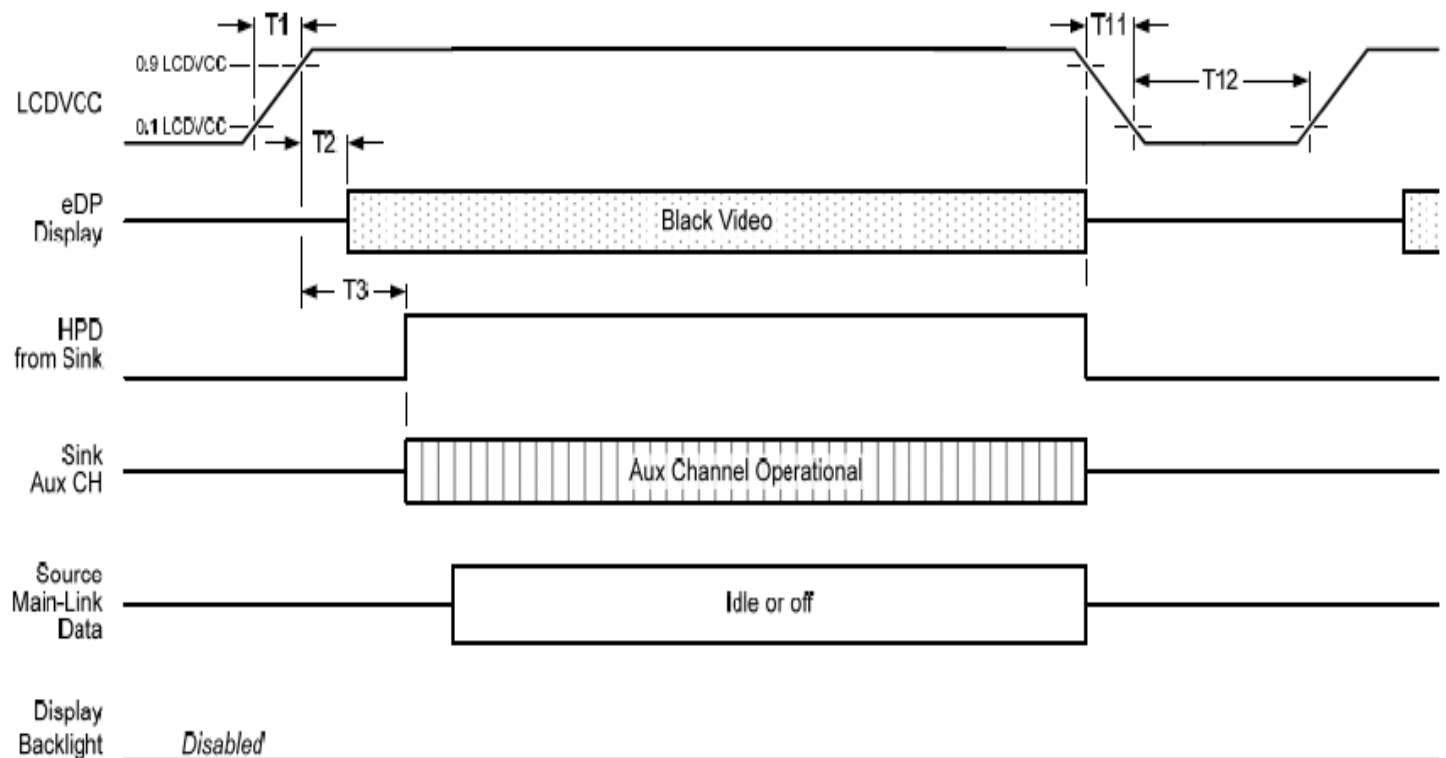 T1
T11
0.9 LCDVCC
LCDVCC
T12
0.1 LCDVCC
T2
eDP
Display
Black Video
T3
HPD
from Sink
Sink
Aux CH
Aux Channel Operational
Source
Main-Link
Data
Idle or off
Display
Backlight
Disabled